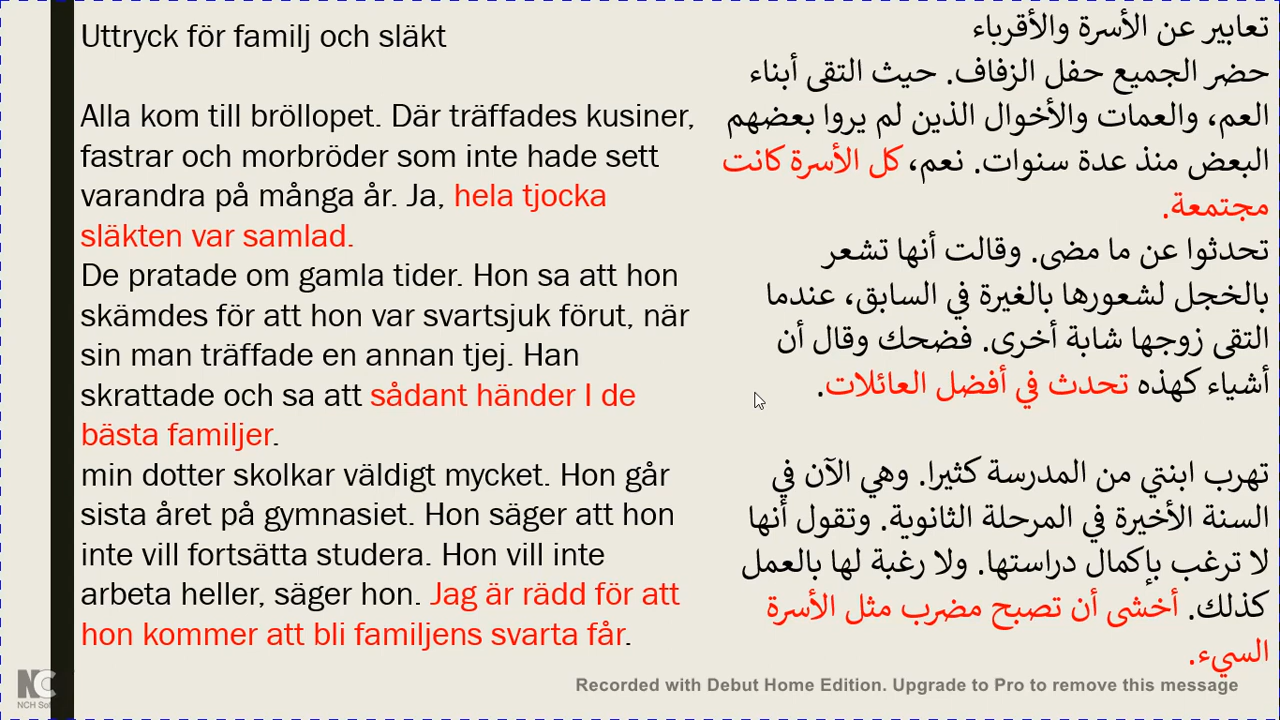 Uttryck för familj och släkt
Alla kom till bröllopet. Där träffades kusiner,
fastrar och morbröder som inte hade sett
varandra på många år. Ja, hela tjocka
släkten var samlad.
De pratade om gamla tider. Hon sa att hon
skämdes för att hon var svartsjuk förut, när
sin man träffade en annan tjej. Han
skrattade och sa att sådant händer I de
bästa familjer.
min dotter skolkar väldigt mycket. Hon går
sista året på gymnasiet. Hon säger att hon
inte vill fortsätta studera. Hon vill inte
arbeta heller, säger hon. Jag är rädd för att
hon kommer att bli familjens svarta får.
تعابير عن الأسرة والأقرباء
حضر الجميع حفل الزفاف. حيث التقى أبناء
العم، والعمات والأخوال الذين لم يروا بعضهم
البعض منذ عدة سنوات. نعم، كل الأسرة كانت
مجتمعة.
تحدثوا عن ما مضى. وقالت أنها تشعر
بالخجل لشعورها بالغيرة في السابق، عندما
التقى زوجها شابة أخرى. فضحك وقال أن
أشياء كهذه تحدث في أفضل العائلات.
تهرب ابنتي من المدرسة كثيرا. وهي الآن في
السنة الأخيرة في المرحلة الثانوية. وتقول أنها
لا ترغب بإكمال دراستها. ولا رغبة لها بالعمل
كذلك. أخشى أن تصبح مضرب مثل الأسرة
السيء.
NCH Sof
Recorded with Debut Home Edition. Upgrade to Pro to remove this message